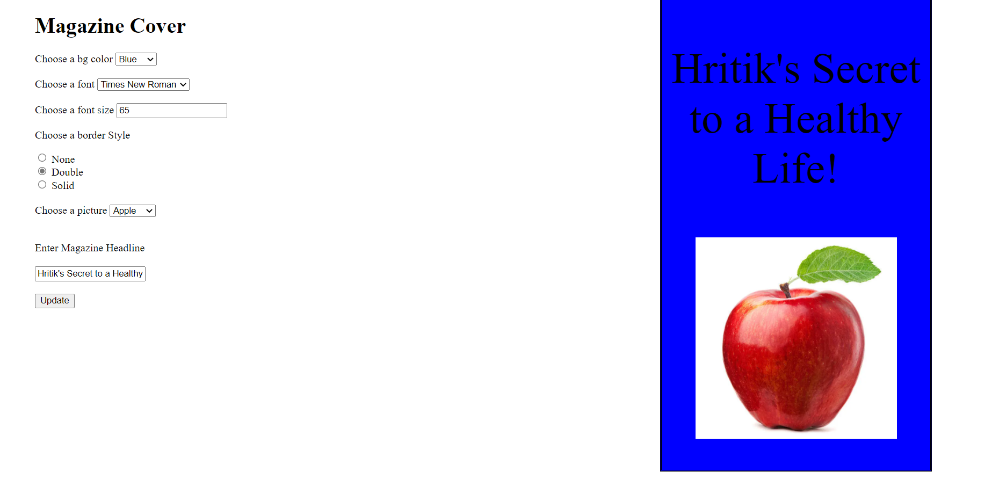 Magazine Cover
Choose a bg color Blue
Choose a font Times New Roman
Choose a font size 65
Choose a border Style
None
Double
Solid
Choose a picture Apple
Enter Magazine Headline
Hritik's Secret to a Healthy
Update
Hritik's Secret
to a Healthy
Life!